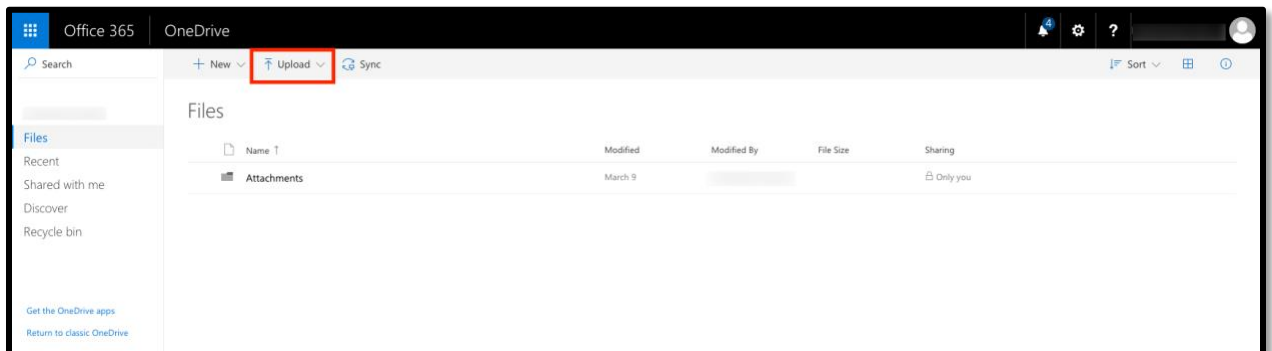 Office 365 OneDrive 4 ?
Search + New Upload Sync Sort
Files
Files
Name ↑ Modified Modified By File Size Sharing
Recent
Attachments March 9 Only you
Shared with me
Discover
Recycle bin
Get the OneDrive apps
Return to classic OneDrive